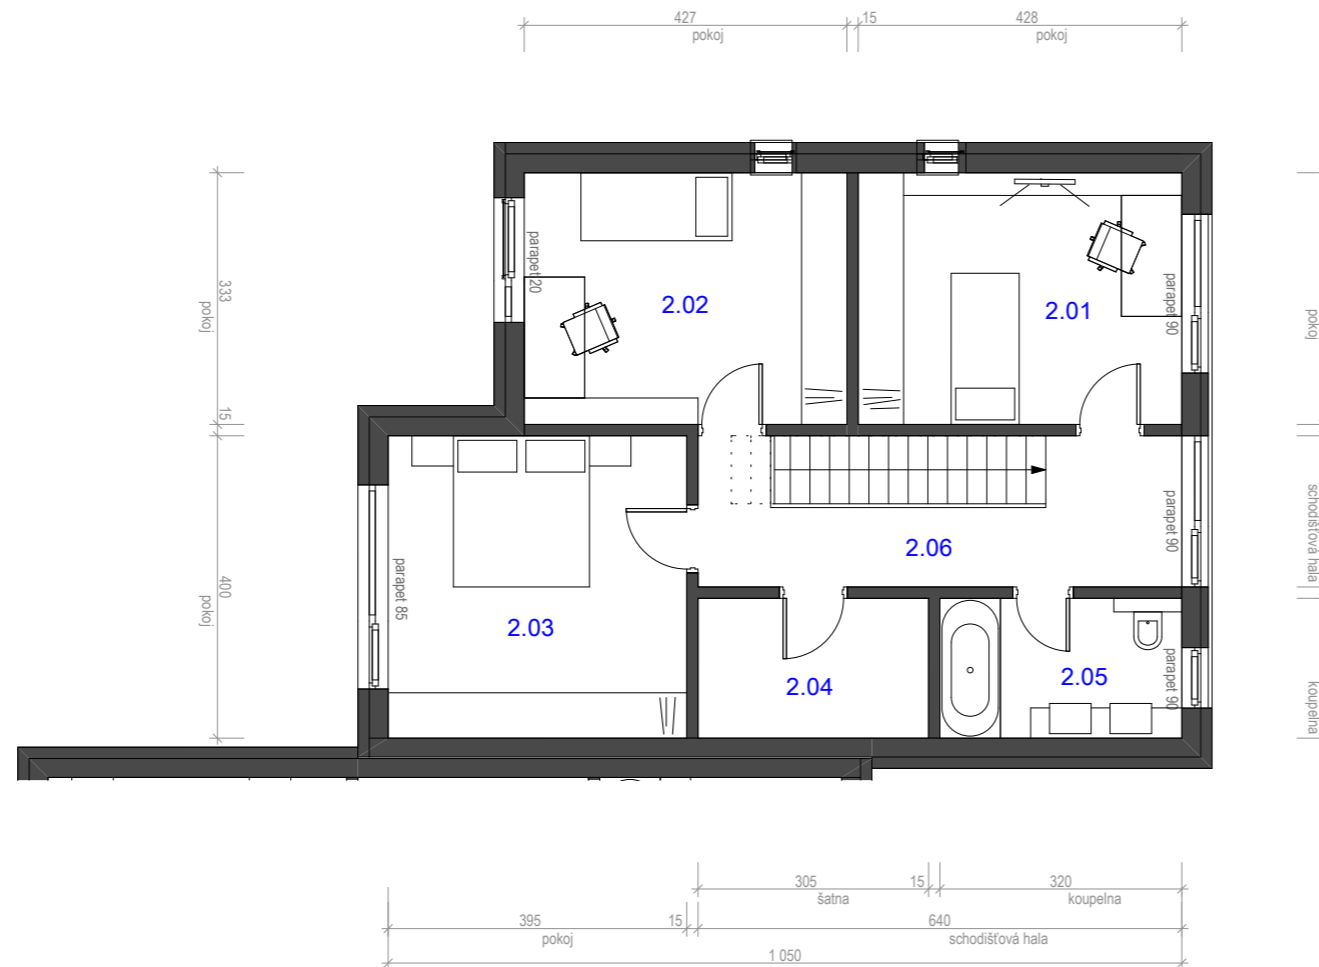 427
15
428
pokoj
pokoj
333
pokoj
parapet 20
2.02
2.01
parapet 90
pokoj
15
400
pokoj
parapet 85
2.03
2.06
parapet 90
schodišťová hala
2.04
2.05
parapet 90
koupelna
305
15
320
šatna
koupelna
395
15
640
pokoj
schodišťová hala
1 050